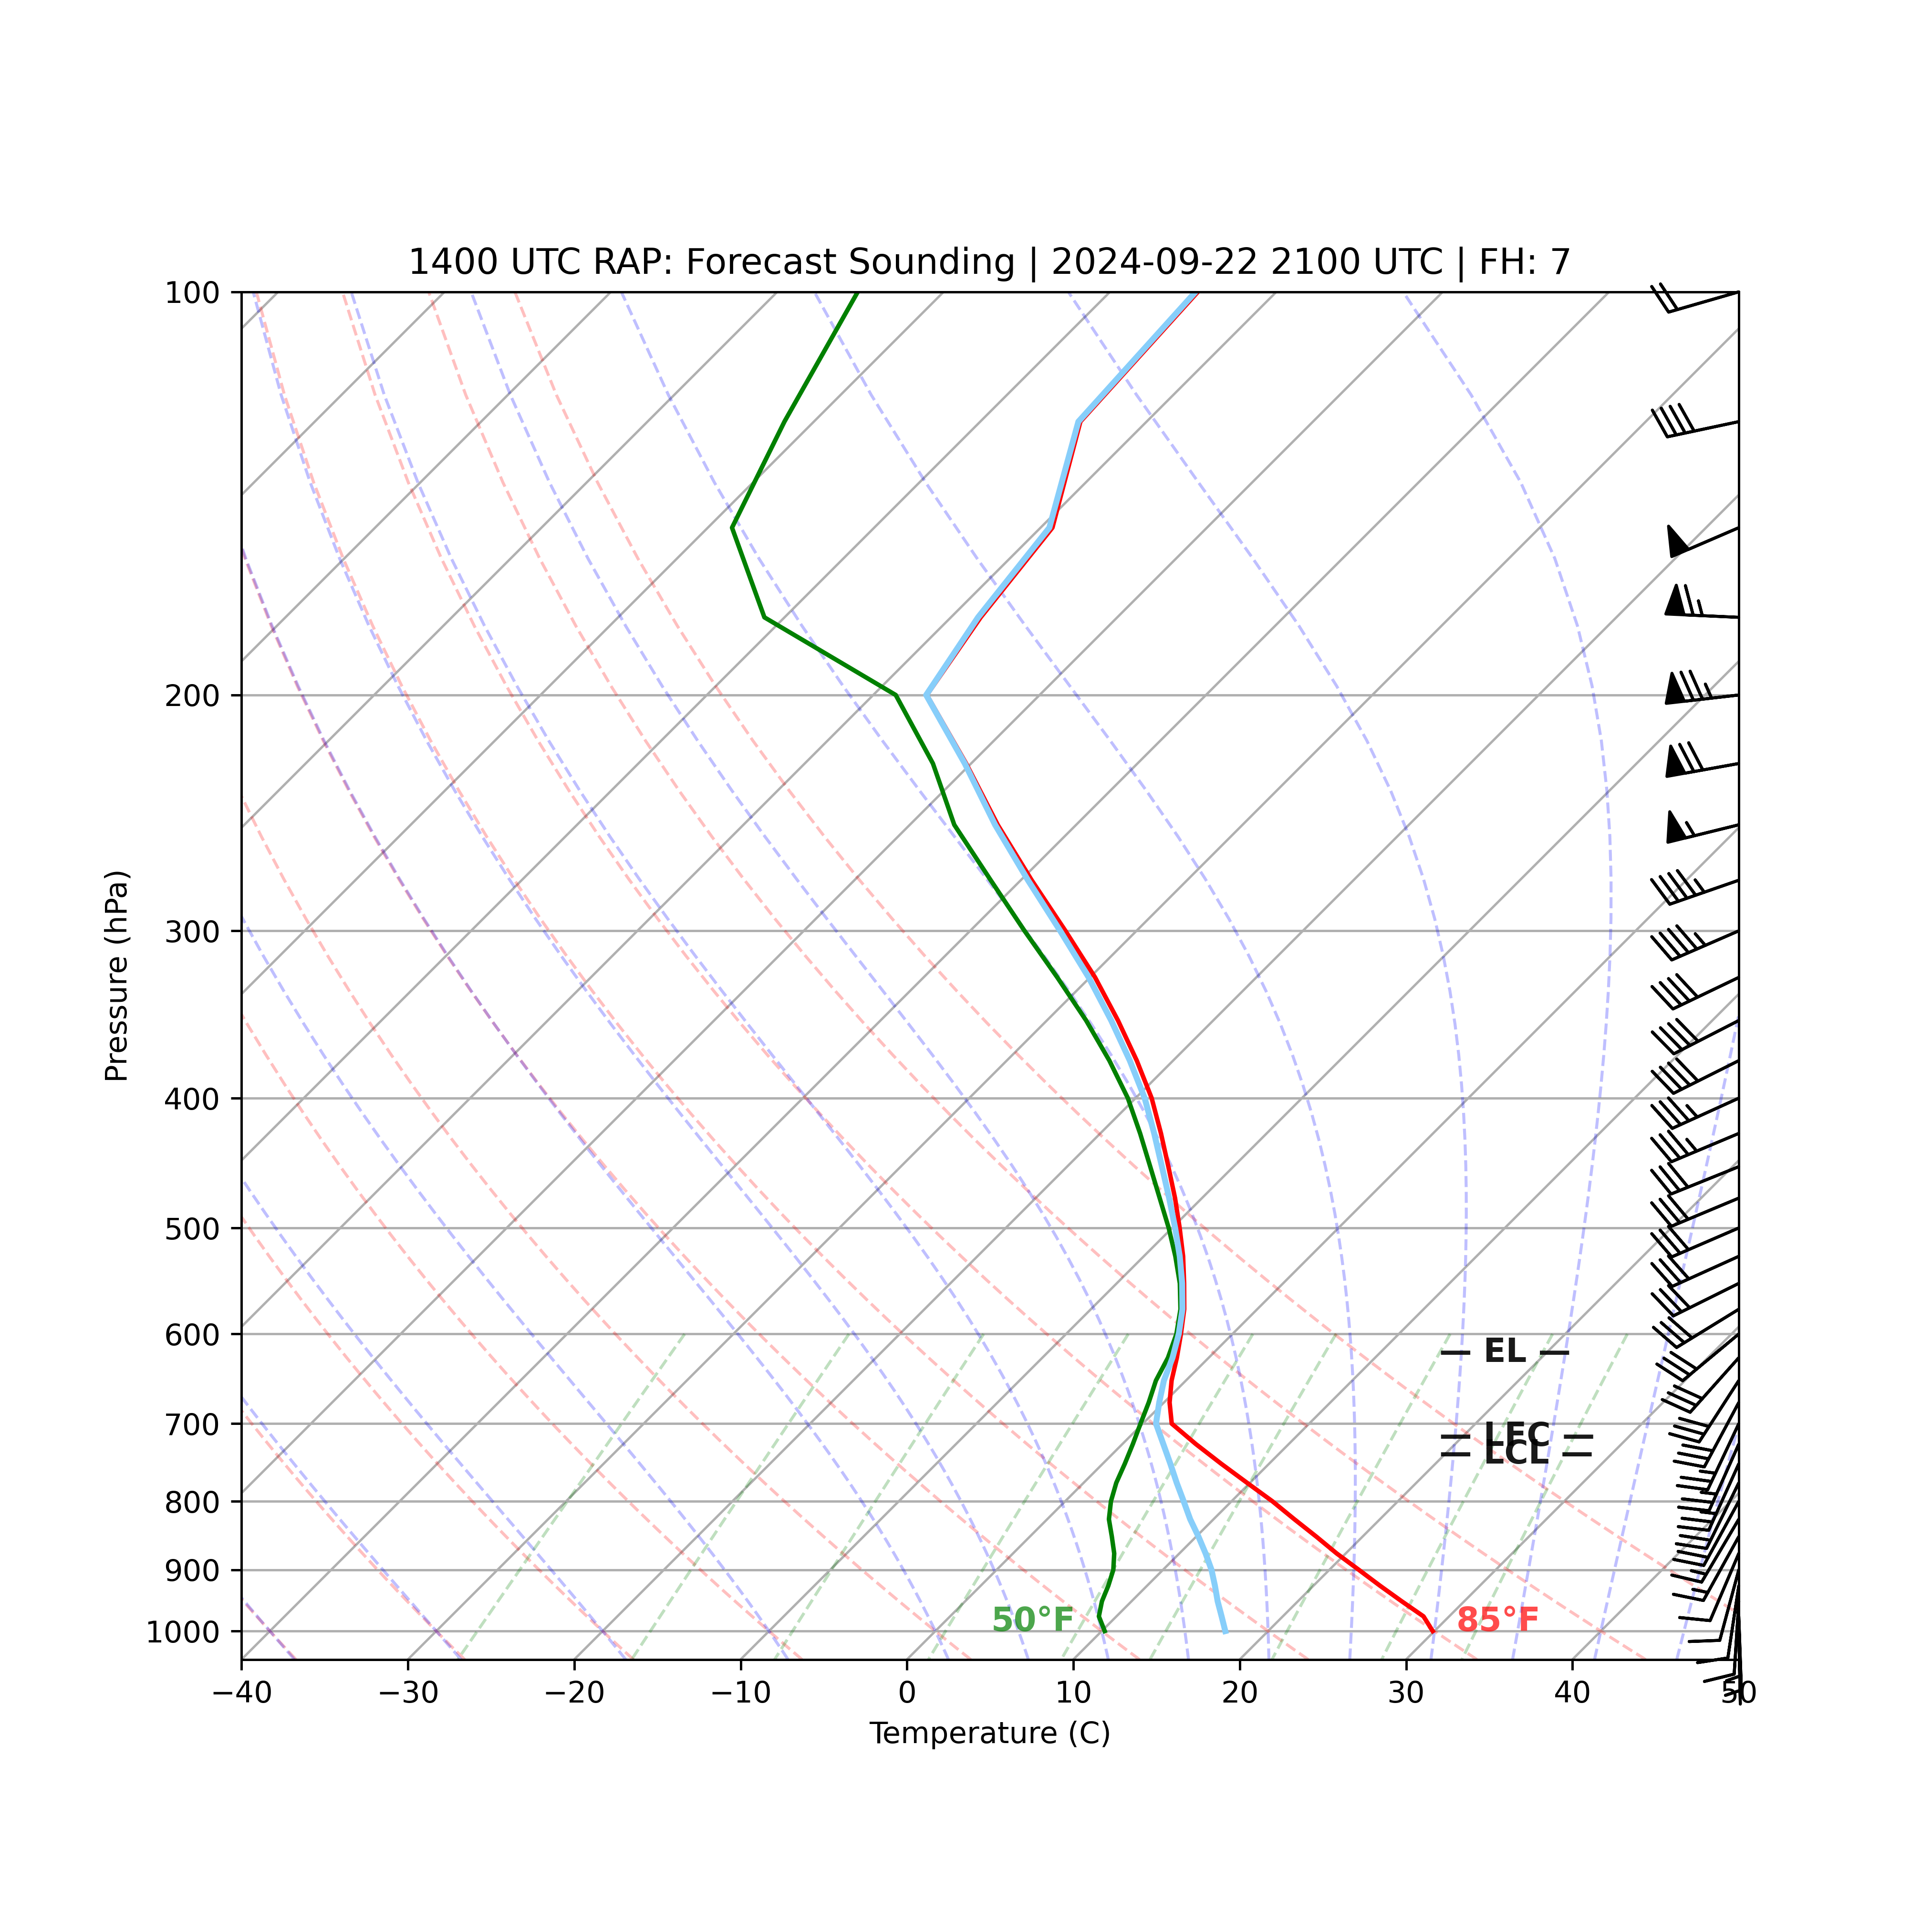 1400 UTC RAP: Forecast Sounding | 2024-09-22 2100 UTC | FH: 7
100
200
300
400
500
600
700
800
900
1000
Pressure (hPa)
— EL —
— LFC —
— LCL —
50°F
85°F
−40 −30 −20 −10 0 10 20 30 40 50
Temperature (C)